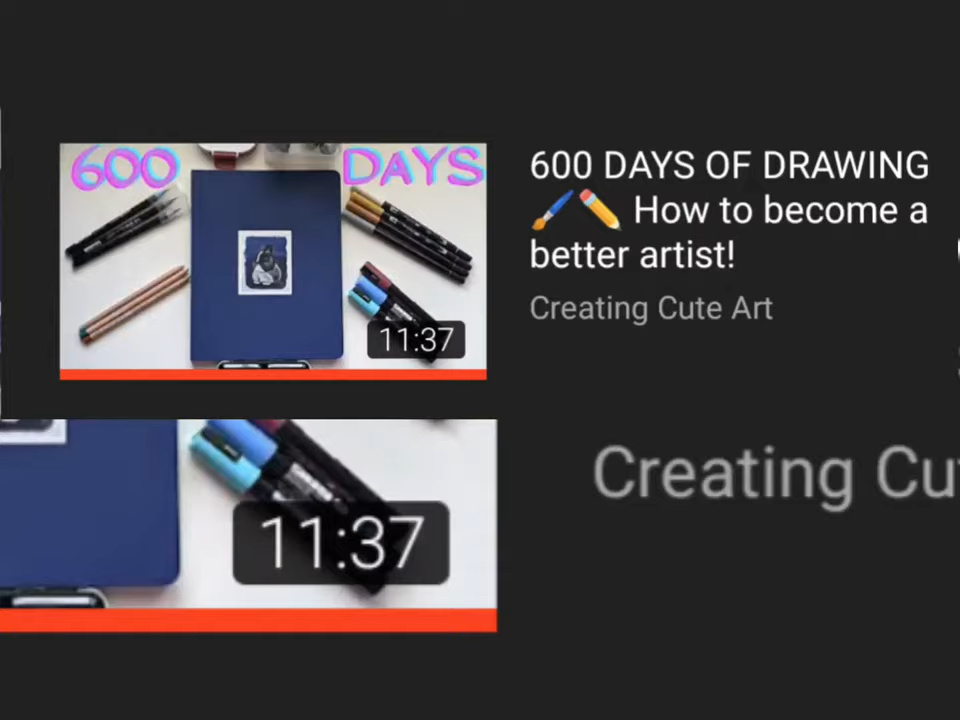 600 DAYS
11:37
600 DAYS OF DRAWING
🖌️✏️ How to become a
better artist!
Creating Cute Art
11:37
Creating Cu